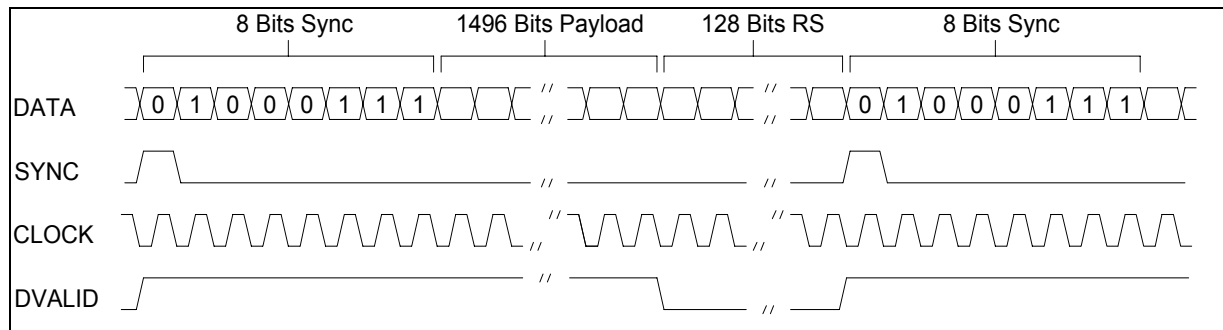 8 Bits Sync 1496 Bits Payload 128 Bits RS 8 Bits Sync
DATA 0 1 0 0 0 1 1 1 // // 0 1 0 0 0 1 1 1
SYNC // //
CLOCK // //
DVALID // //